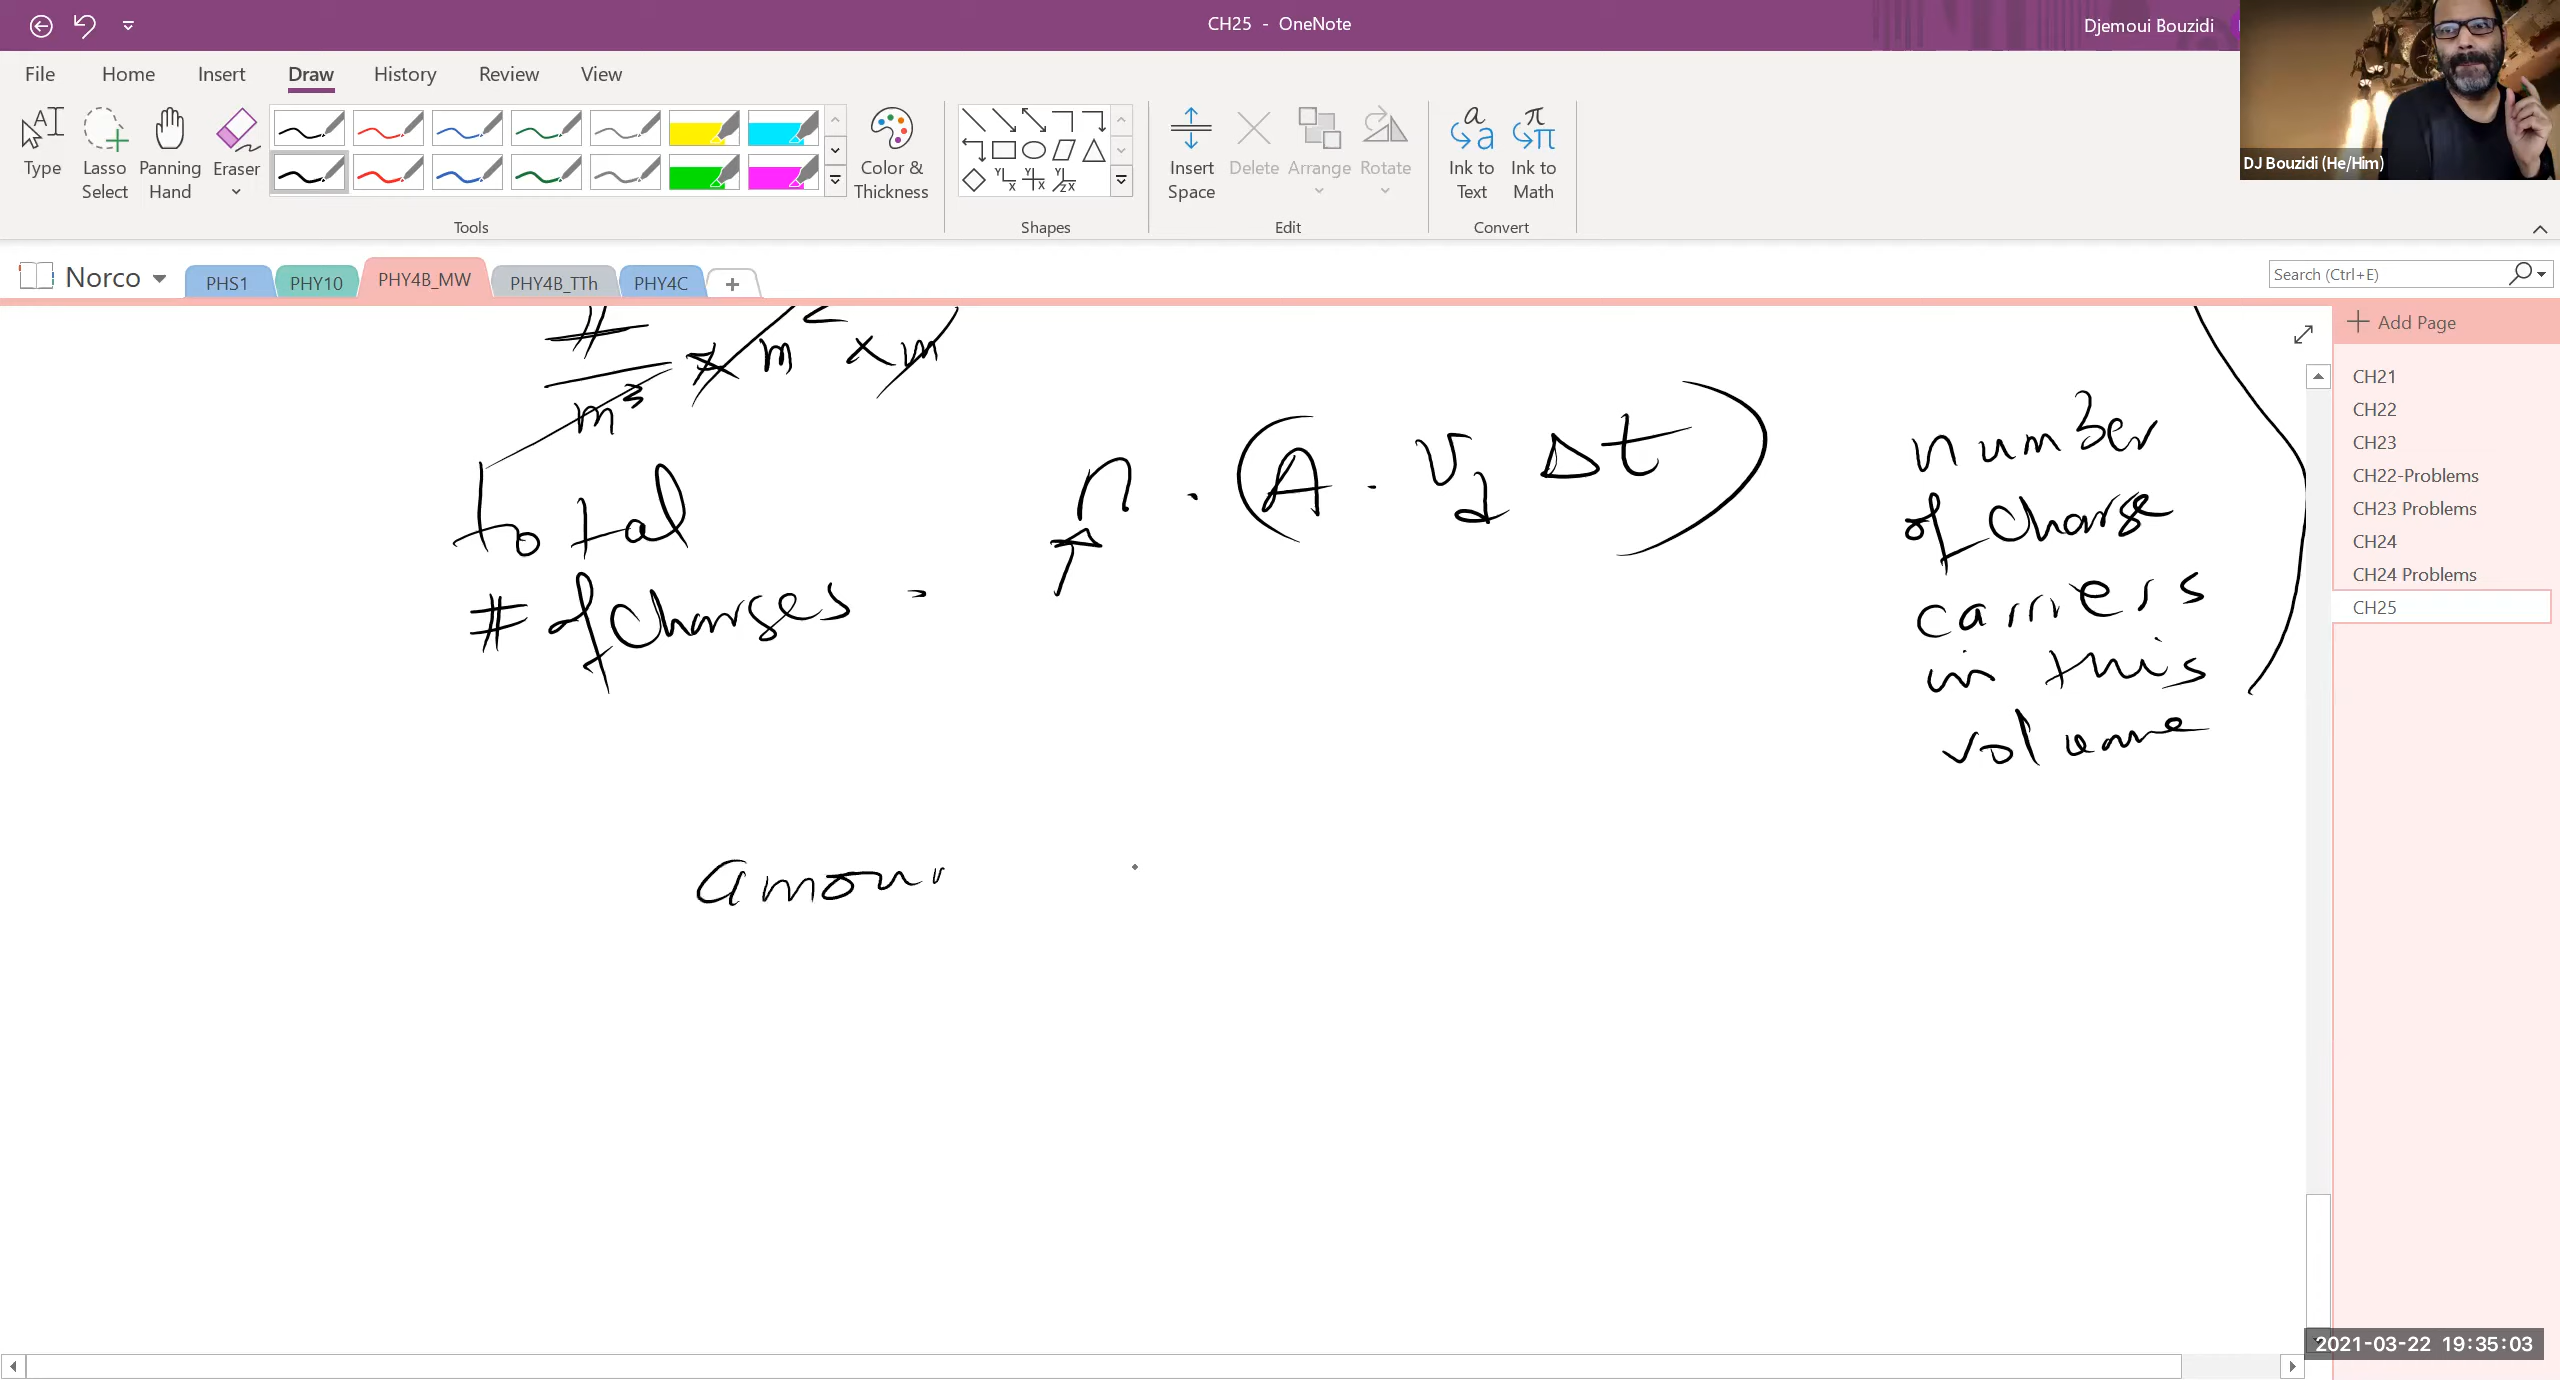 CH25 - OneNote
Djemoui Bouzidi
File Home Insert Draw History Review View
Type
Lasso Select
Panning Hand
Eraser
Color & Thickness
Insert Space
Delete
Arrange
Rotate
Ink to Text
Ink to Math
Tools
Shapes
Edit
Convert
DJ Bouzidi (He/Him)
Norco
PHS1 PHY10 PHY4B_MW PHY4B_TTh PHY4C
Search (Ctrl+E)
Add Page
CH21
CH22
CH23
CH22-Problems
CH23 Problems
CH24
CH24 Problems
CH25
#
m³ × m² × m
total
# of charges = n · (A · v_d Δt)
number
of charge
carriers
in this
volume
amoun
2021-03-22 19:35:03